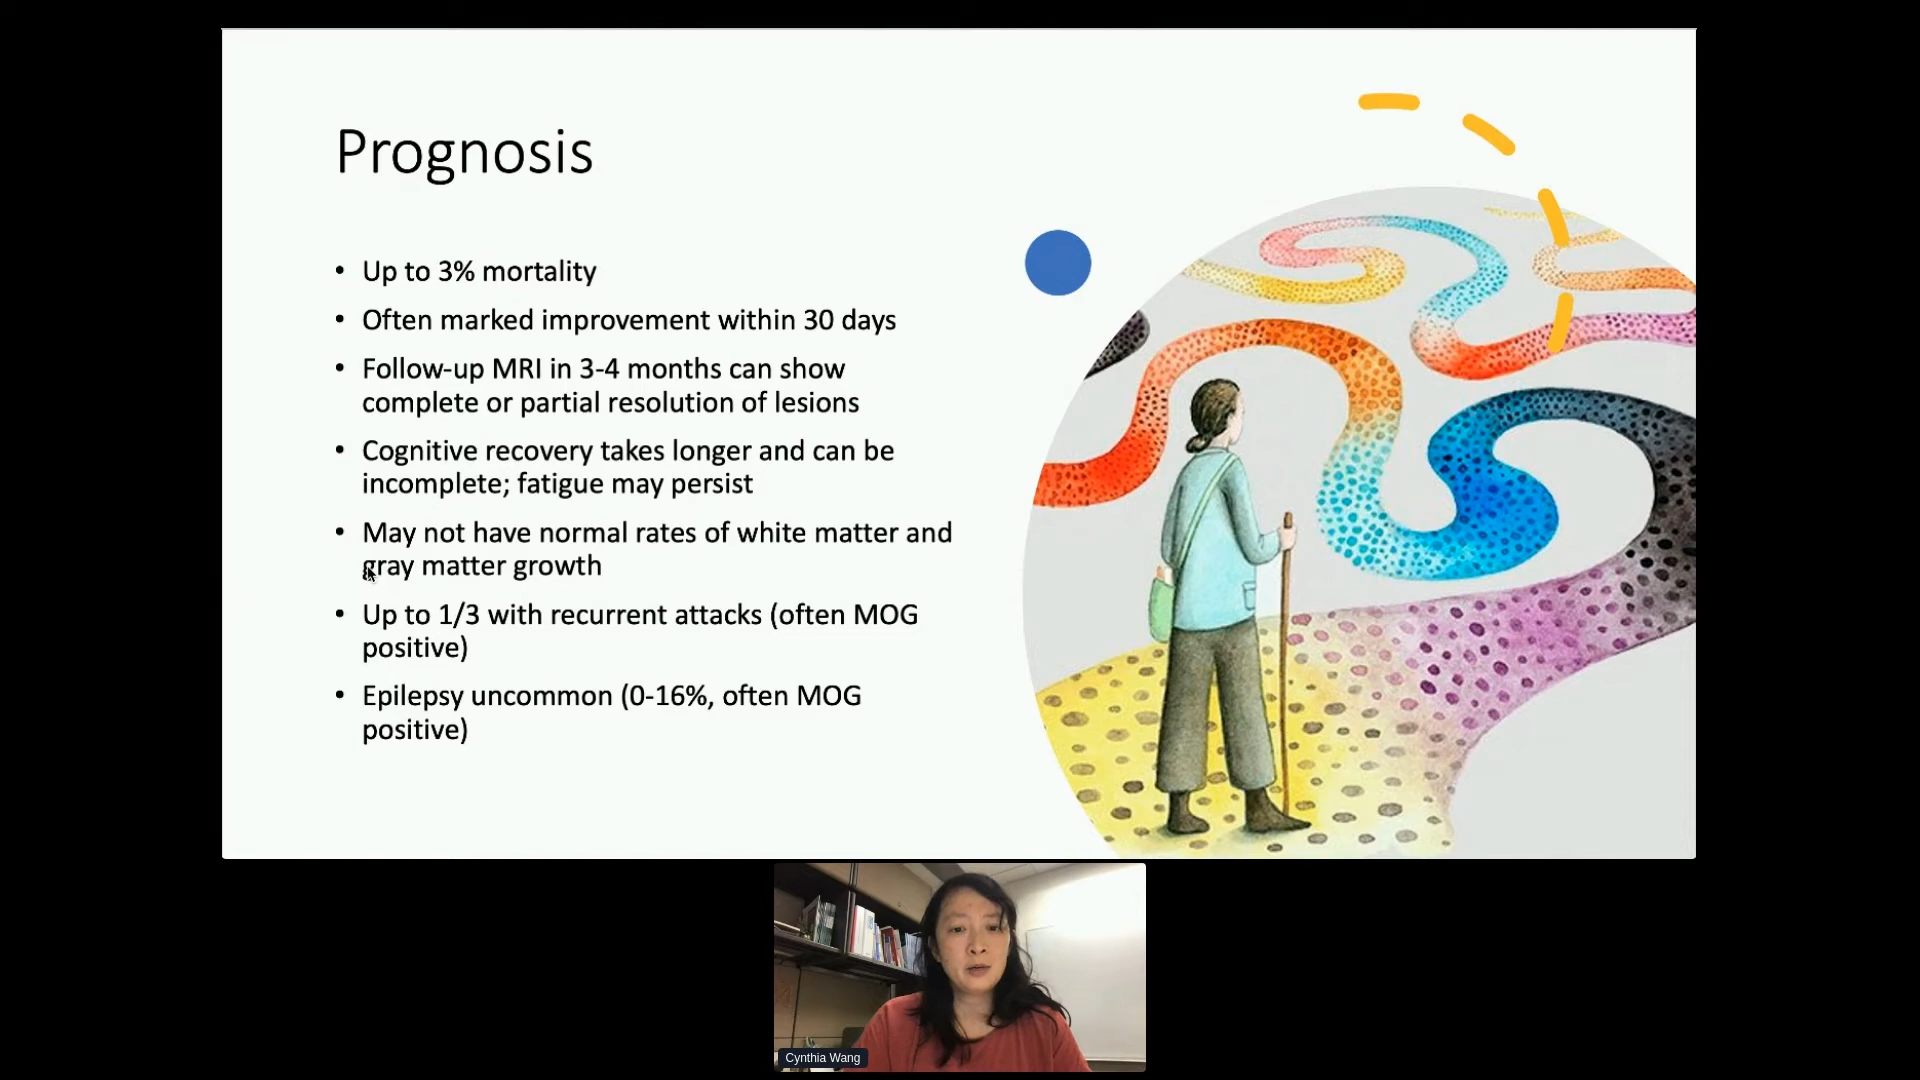 Prognosis
• Up to 3% mortality
• Often marked improvement within 30 days
• Follow-up MRI in 3-4 months can show
complete or partial resolution of lesions
• Cognitive recovery takes longer and can be
incomplete; fatigue may persist
• May not have normal rates of white matter and
gray matter growth
• Up to 1/3 with recurrent attacks (often MOG
positive)
• Epilepsy uncommon (0-16%, often MOG
positive)
Cynthia Wang